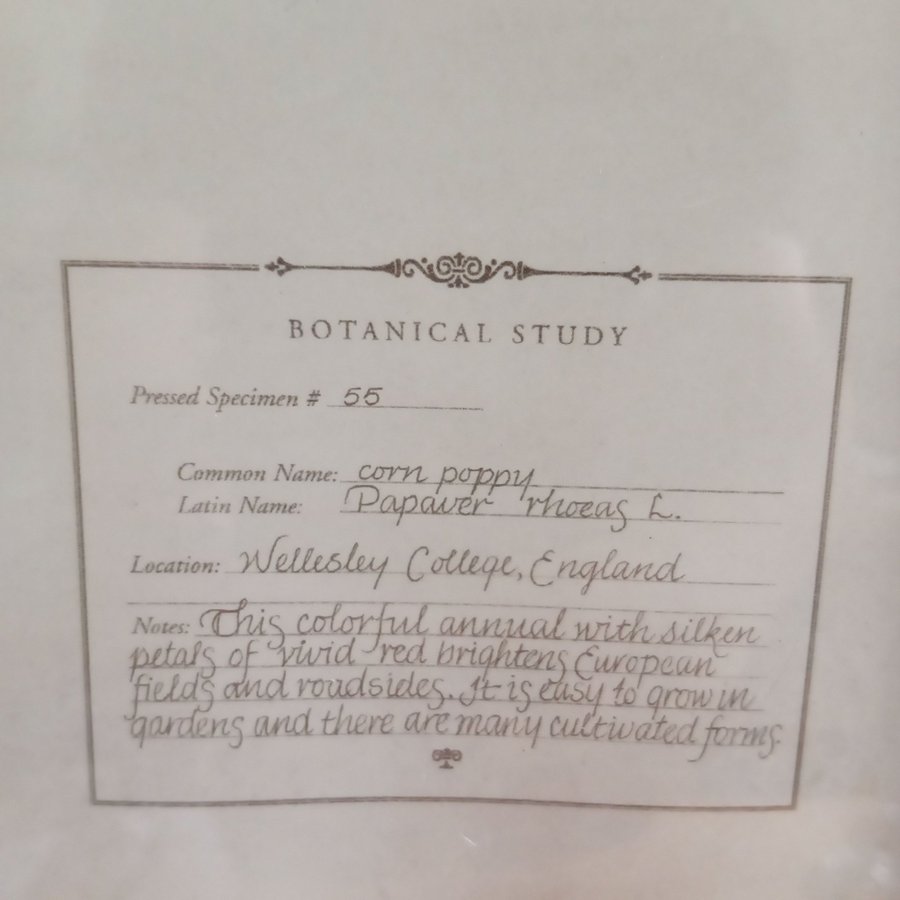 BOTANICAL STUDY
Pressed Specimen # 55
Common Name: corn poppy
Latin Name: Papaver rhoeas L.
Location: Wellesley College, England
Notes: This colorful annual with silken
petals of vivid red brightens European
fields and roadsides. It is easy to grow in
gardens and there are many cultivated forms.